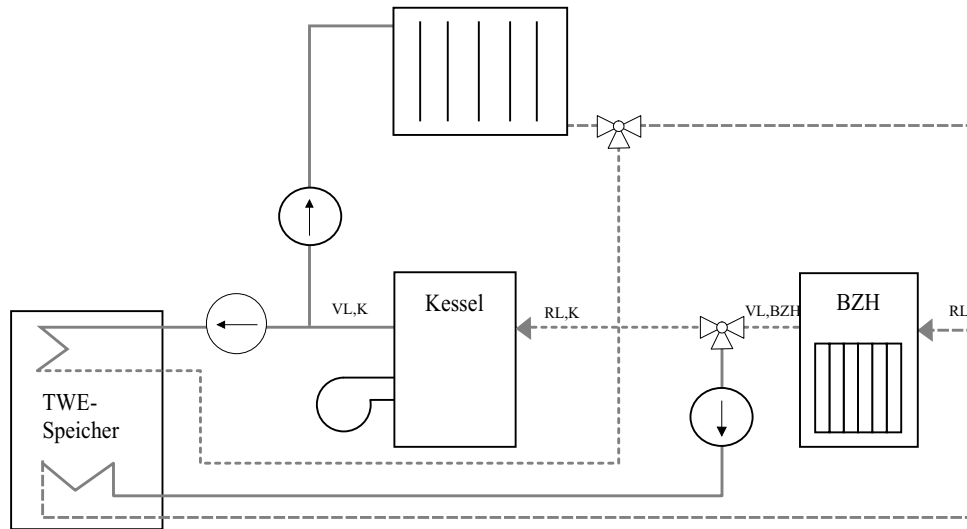 Kessel
BZH
VL,K
RL,K
VL,BZH
RL
TWE-
Speicher